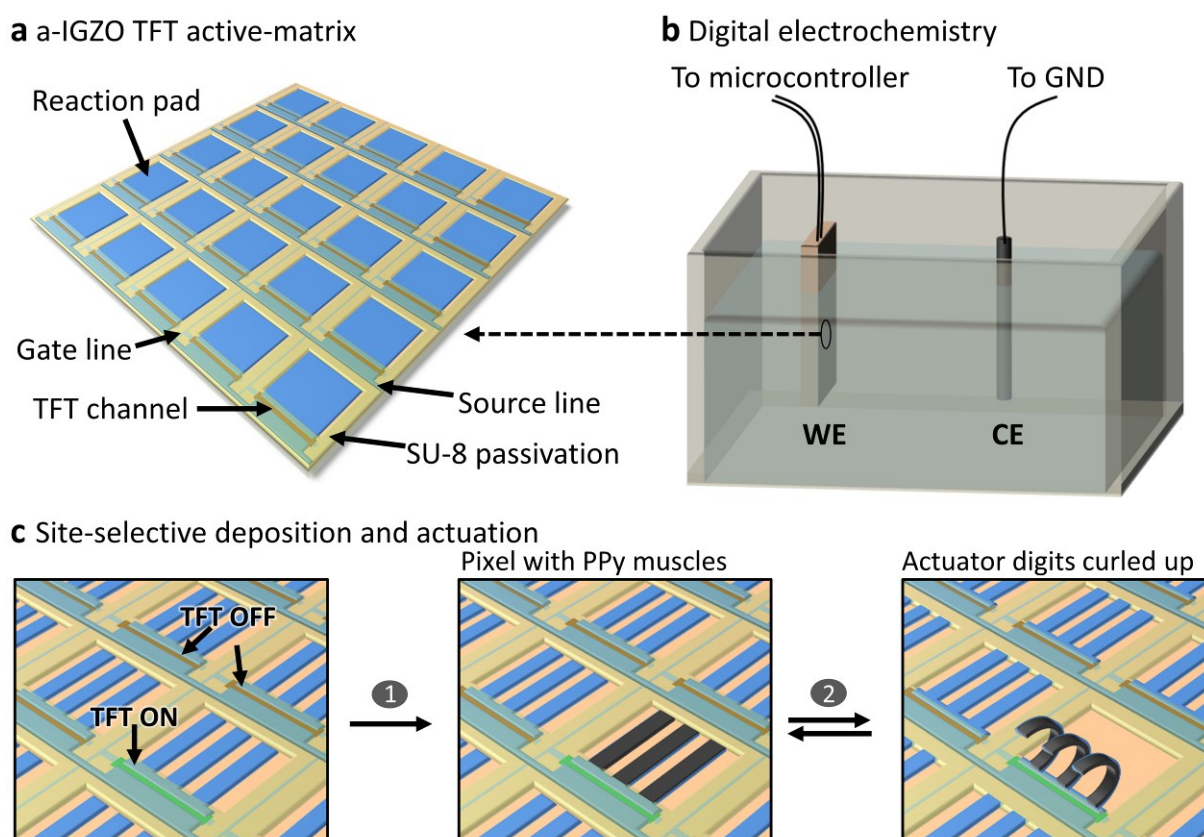 a a-IGZO TFT active-matrix
Reaction pad
Gate line
TFT channel
Source line
SU-8 passivation
b Digital electrochemistry
To microcontroller
To GND
WE
CE
c Site-selective deposition and actuation
TFT OFF
TFT ON
1
Pixel with PPy muscles
2
Actuator digits curled up